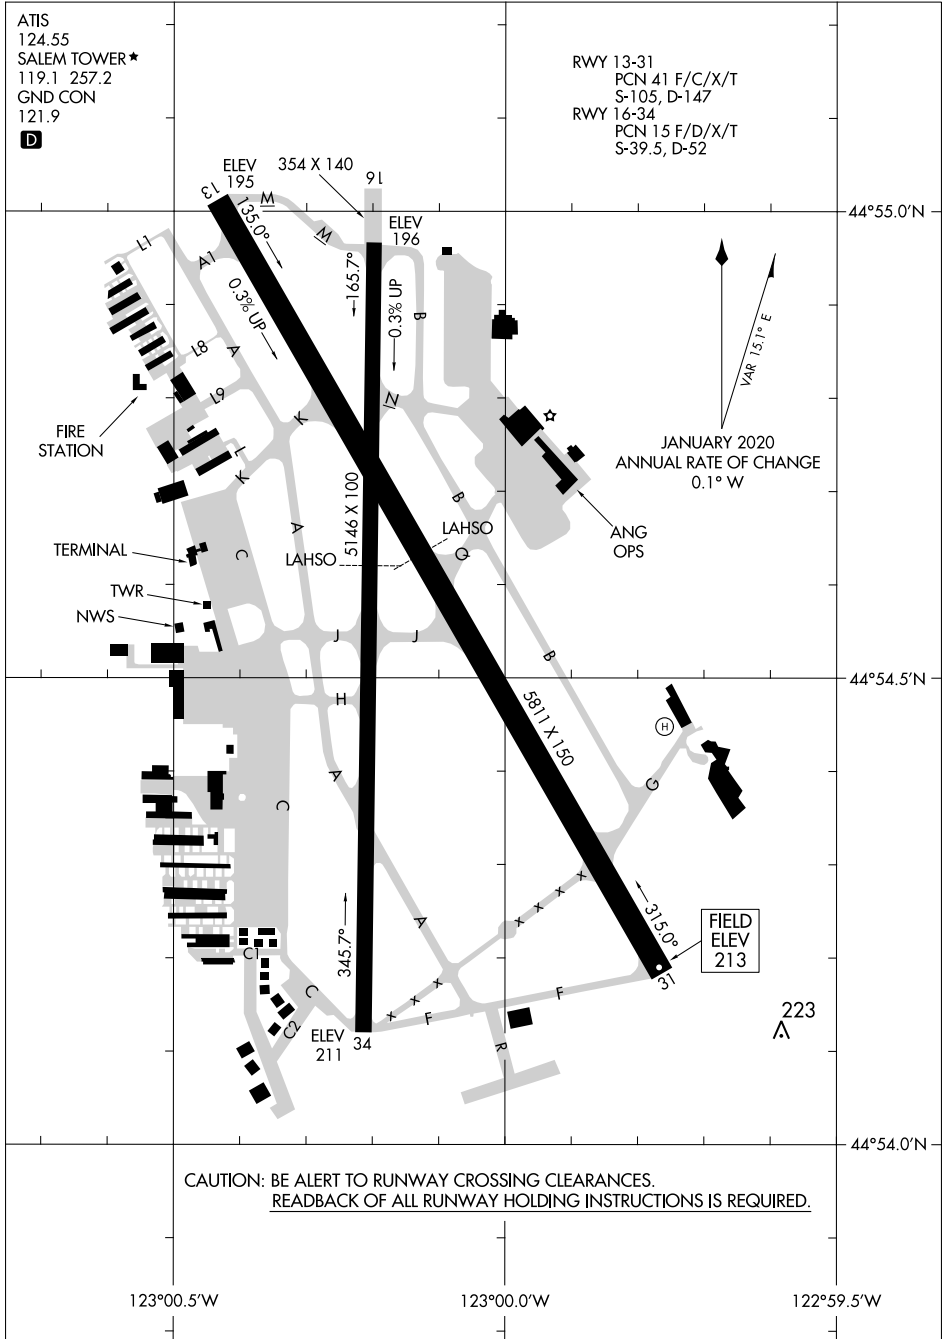 ATIS
124.55
SALEM TOWER ★
119.1 257.2
GND CON
121.9
D
RWY 13-31
PCN 41 F/C/X/T
S-105, D-147
RWY 16-34
PCN 15 F/D/X/T
S-39.5, D-52
ELEV
195
354 X 140
16
13
M
M
ELEV
196
44°55.0'N
135.0°
165.7°
0.3% UP
0.3% UP
L1
A1
A
B
L8
L9
K
N
VAR 15.1° E
FIRE
STATION
JANUARY 2020
ANNUAL RATE OF CHANGE
0.1° W
L
K
A
B
5146 X 100
LAHSO
LAHSO
Q
ANG
OPS
TERMINAL
C
TWR
NWS
J
J
B
44°54.5'N
H
5811 X 150
H
A
G
C
A
345.7°
315.0°
FIELD
ELEV
213
31
C1
C
C2
F
F
ELEV
211
34
R
223
44°54.0'N
CAUTION: BE ALERT TO RUNWAY CROSSING CLEARANCES.
READBACK OF ALL RUNWAY HOLDING INSTRUCTIONS IS REQUIRED.
123°00.5'W
123°00.0'W
122°59.5'W